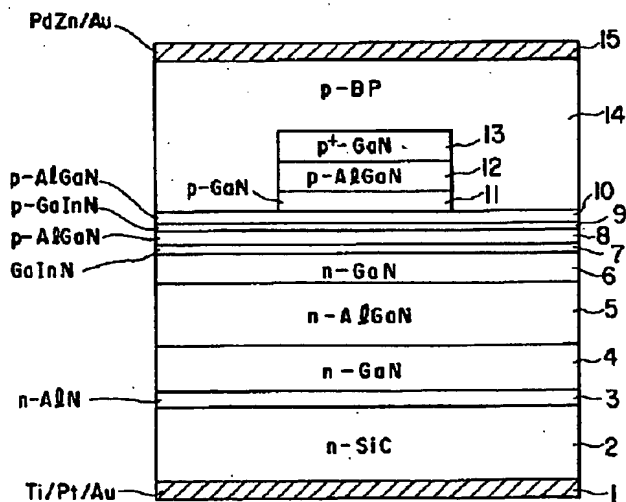 PdZn/Au
15
p-BP
14
p+-GaN
13
p-AlGaN
12
p-GaN
11
p-AlGaN
10
p-GaInN
9
p-AlGaN
8
GaInN
7
n-GaN
6
n-AlGaN
5
n-GaN
4
n-AlN
3
n-SiC
2
Ti/Pt/Au
1